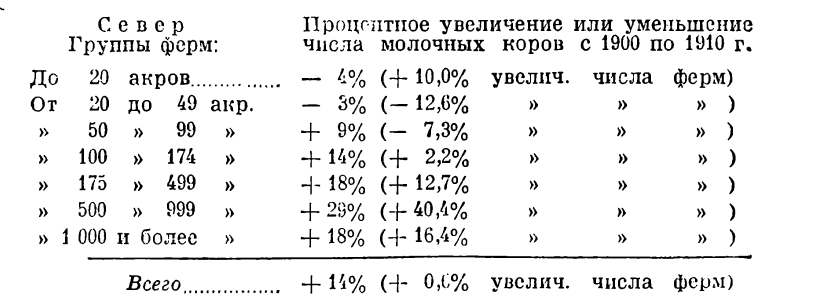 Север Процентное увеличение или уменьшение
Группы ферм: числа молочных коров с 1900 по 1910 г.
До 20 акров.............. — 4% (+ 10,0% увелич. числа ферм)
От 20 до 49 акр. — 3% (— 12,6% » » » )
» 50 » 99 » + 9% (— 7,3% » » » )
» 100 » 174 » + 14% (+ 2,2% » » » )
» 175 » 499 » + 18% (+ 12,7% » » » )
» 500 » 999 » + 29% (+ 40,4% » » » )
» 1 000 и более » + 18% (+ 16,4% » » » )
Всего................ + 14% (+ 0,6% увелич. числа ферм)